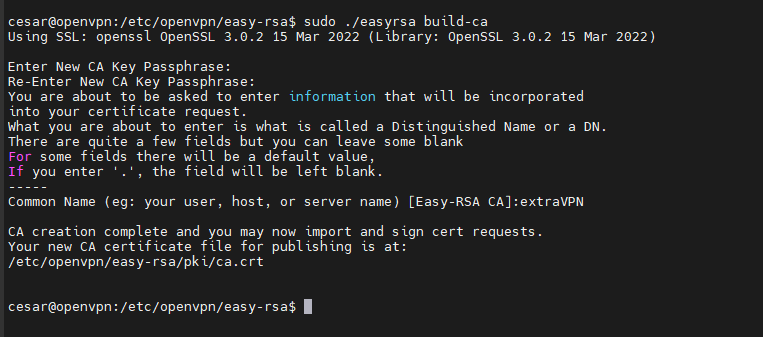 cesar@openvpn:/etc/openvpn/easy-rsa$ sudo ./easyrsa build-ca
Using SSL: openssl OpenSSL 3.0.2 15 Mar 2022 (Library: OpenSSL 3.0.2 15 Mar 2022)
Enter New CA Key Passphrase:
Re-Enter New CA Key Passphrase:
You are about to be asked to enter information that will be incorporated
into your certificate request.
What you are about to enter is what is called a Distinguished Name or a DN.
There are quite a few fields but you can leave some blank
For some fields there will be a default value,
If you enter '.', the field will be left blank.
-----
Common Name (eg: your user, host, or server name) [Easy-RSA CA]:extraVPN
CA creation complete and you may now import and sign cert requests.
Your new CA certificate file for publishing is at:
/etc/openvpn/easy-rsa/pki/ca.crt
cesar@openvpn:/etc/openvpn/easy-rsa$